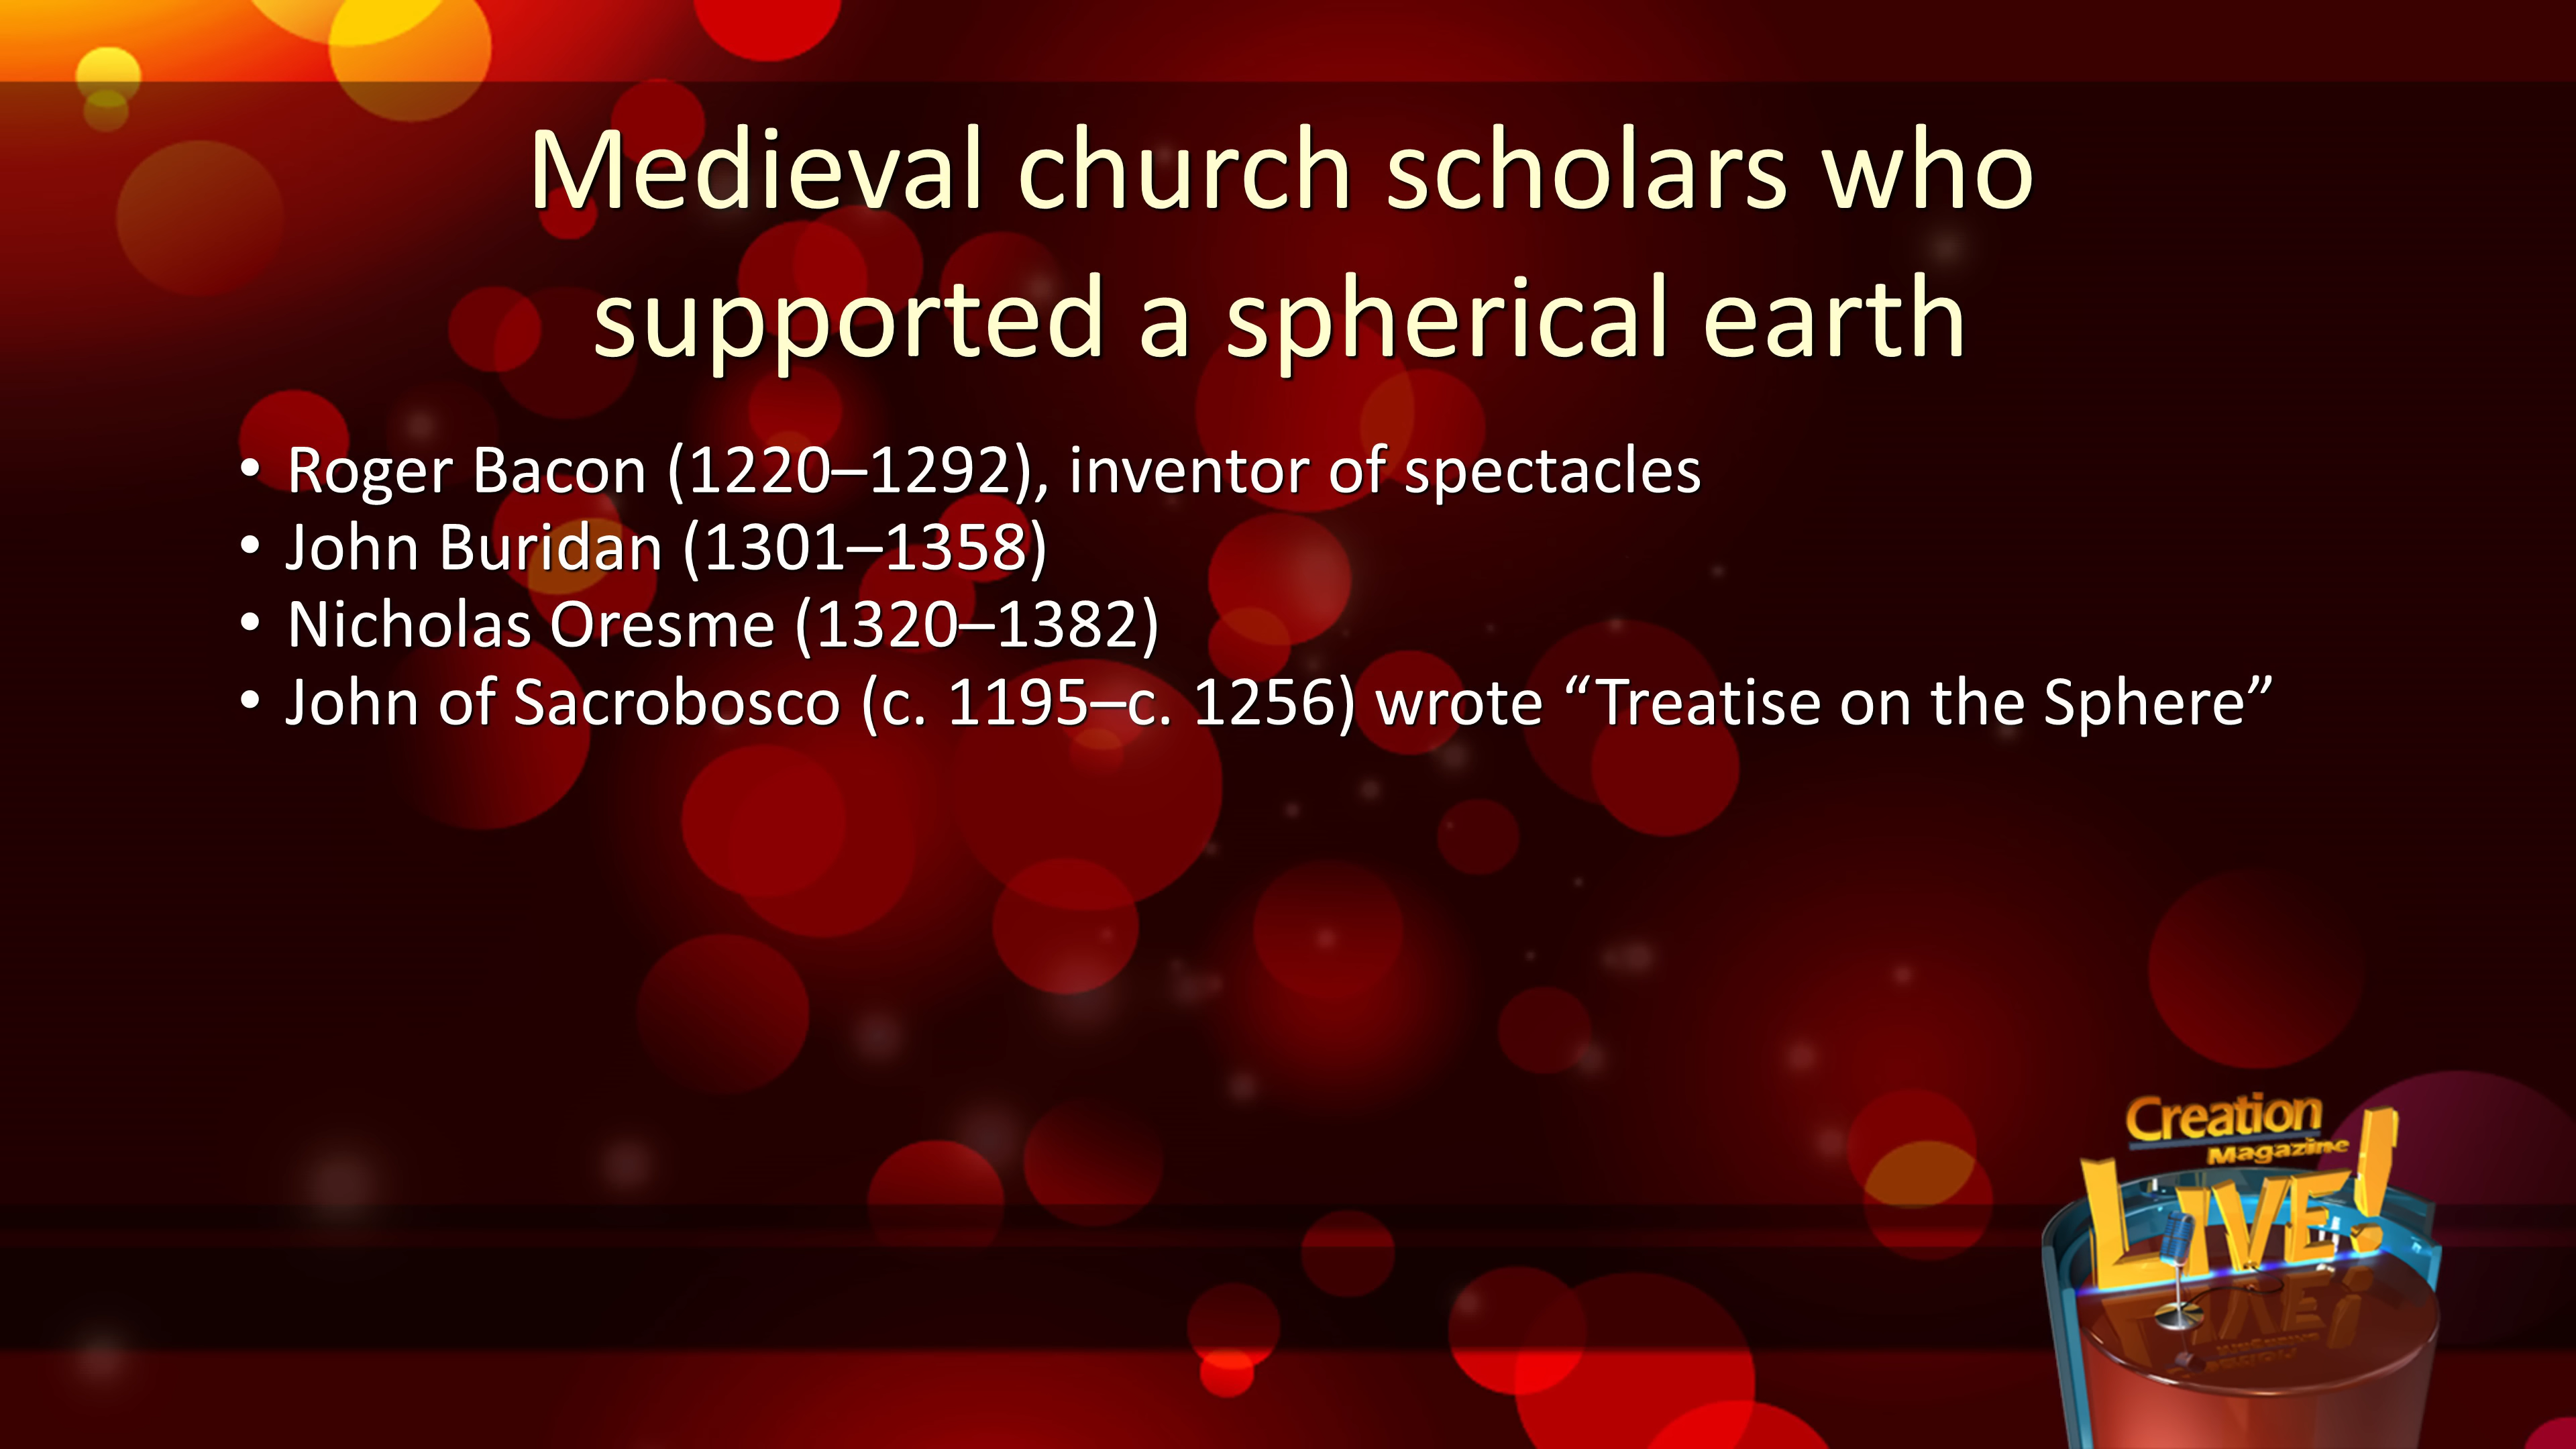 Medieval church scholars who
supported a spherical earth
• Roger Bacon (1220–1292), inventor of spectacles
• John Buridan (1301–1358)
• Nicholas Oresme (1320–1382)
• John of Sacrobosco (c. 1195–c. 1256) wrote “Treatise on the Sphere”
Creation
Magazine
LIVE!